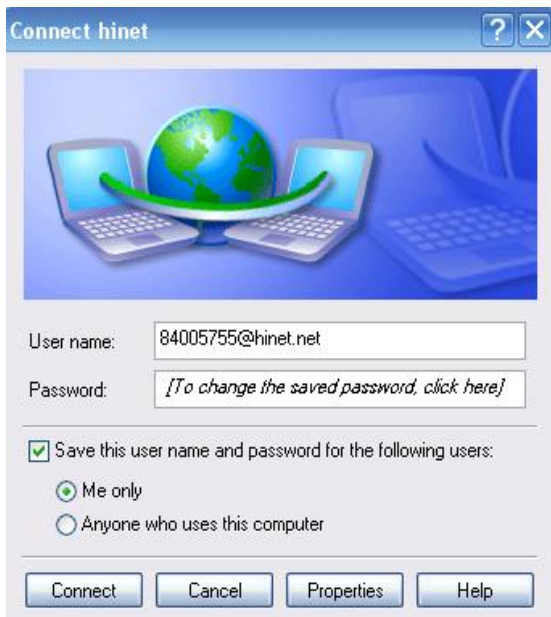 Connect hinet
User name: 84005755@hinet.net
Password: [To change the saved password, click here]
Save this user name and password for the following users:
Me only
Anyone who uses this computer
Connect Cancel Properties Help